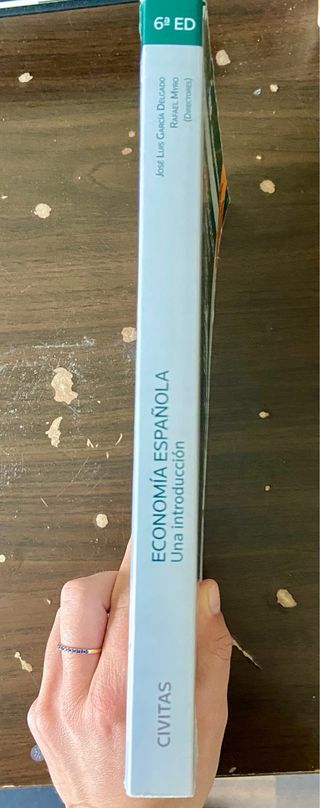 6ª ED
JOSÉ LUIS GARCÍA DELGADO
RAFAEL MYRO
(DIRECTORES)
ECONOMÍA ESPAÑOLA
Una introducción
CIVITAS